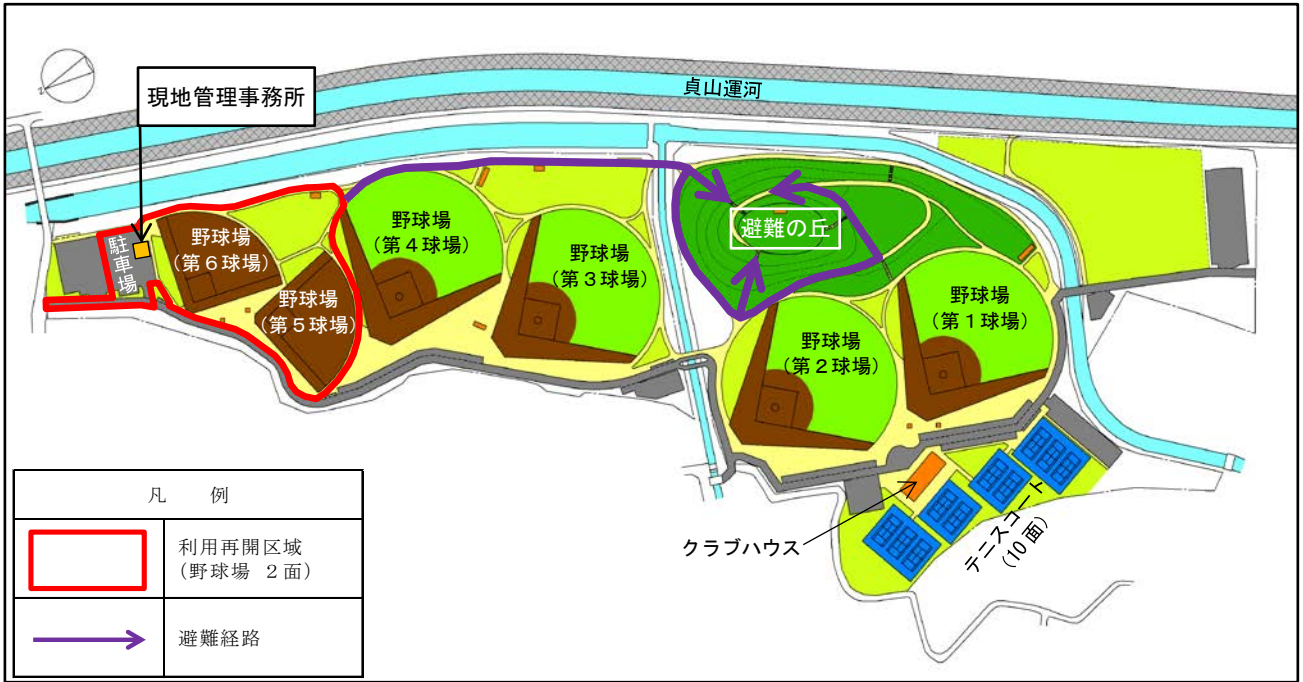 現地管理事務所
貞山運河
駐車場
野球場
(第6球場)
野球場
(第5球場)
野球場
(第4球場)
野球場
(第3球場)
避難の丘
野球場
(第2球場)
野球場
(第1球場)
クラブハウス
テニスコート
(10面)
凡 例
利用再開区域
(野球場 2面)
避難経路